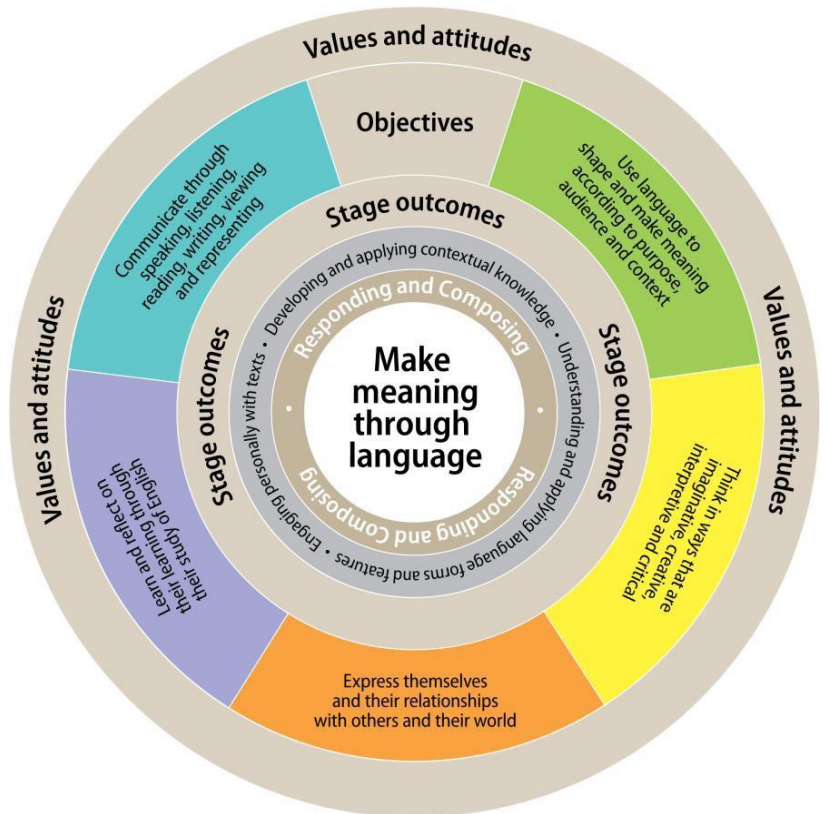 Values and attitudes
Objectives
Communicate through
speaking, listening,
reading, writing, viewing
and representing
Use language to
shape and make meaning
according to purpose,
audience and context
Values and attitudes
Values and attitudes
Stage outcomes
Stage outcomes
Stage outcomes
Developing and applying contextual knowledge • Understanding and applying language forms and features • Engaging personally with texts •
Responding and Composing •
Responding and Composing •
Make
meaning
through
language
Think in ways that are
imaginative, creative,
interpretive and critical
Learn and reflect on
their learning through
their study of English
Express themselves
and their relationships
with others and their world